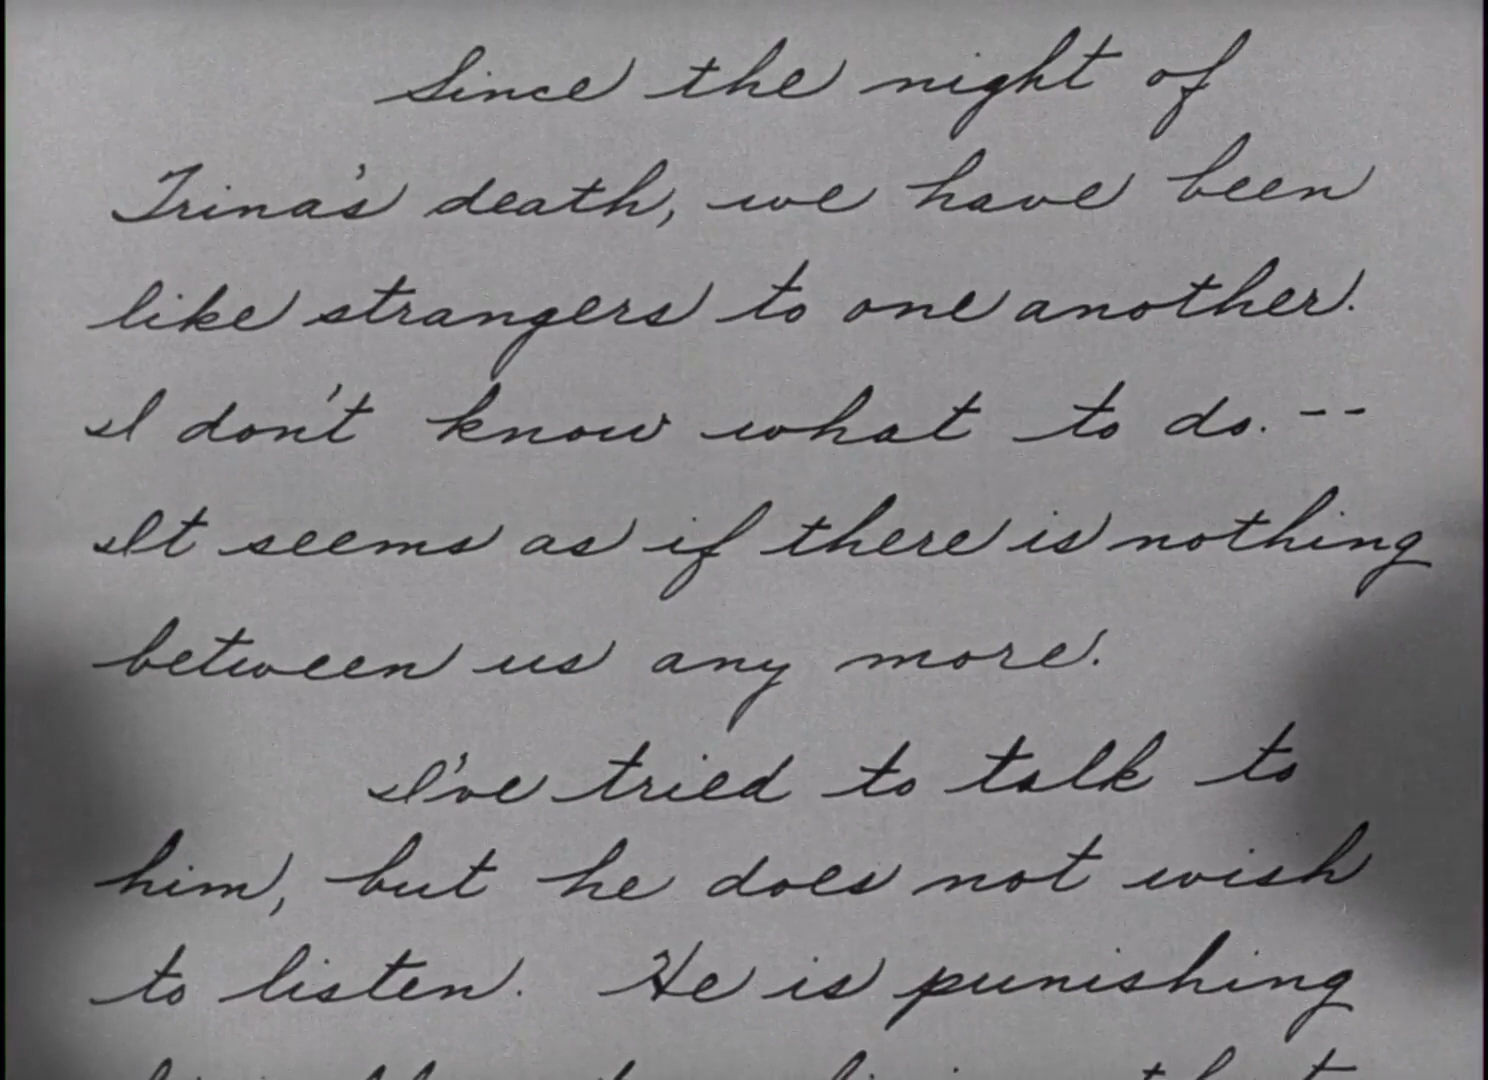 Since the night of
Trina's death, we have been
like strangers to one another.
I don't know what to do. --
It seems as if there is nothing
between us any more.
I've tried to talk to
him, but he does not wish
to listen. He is punishing